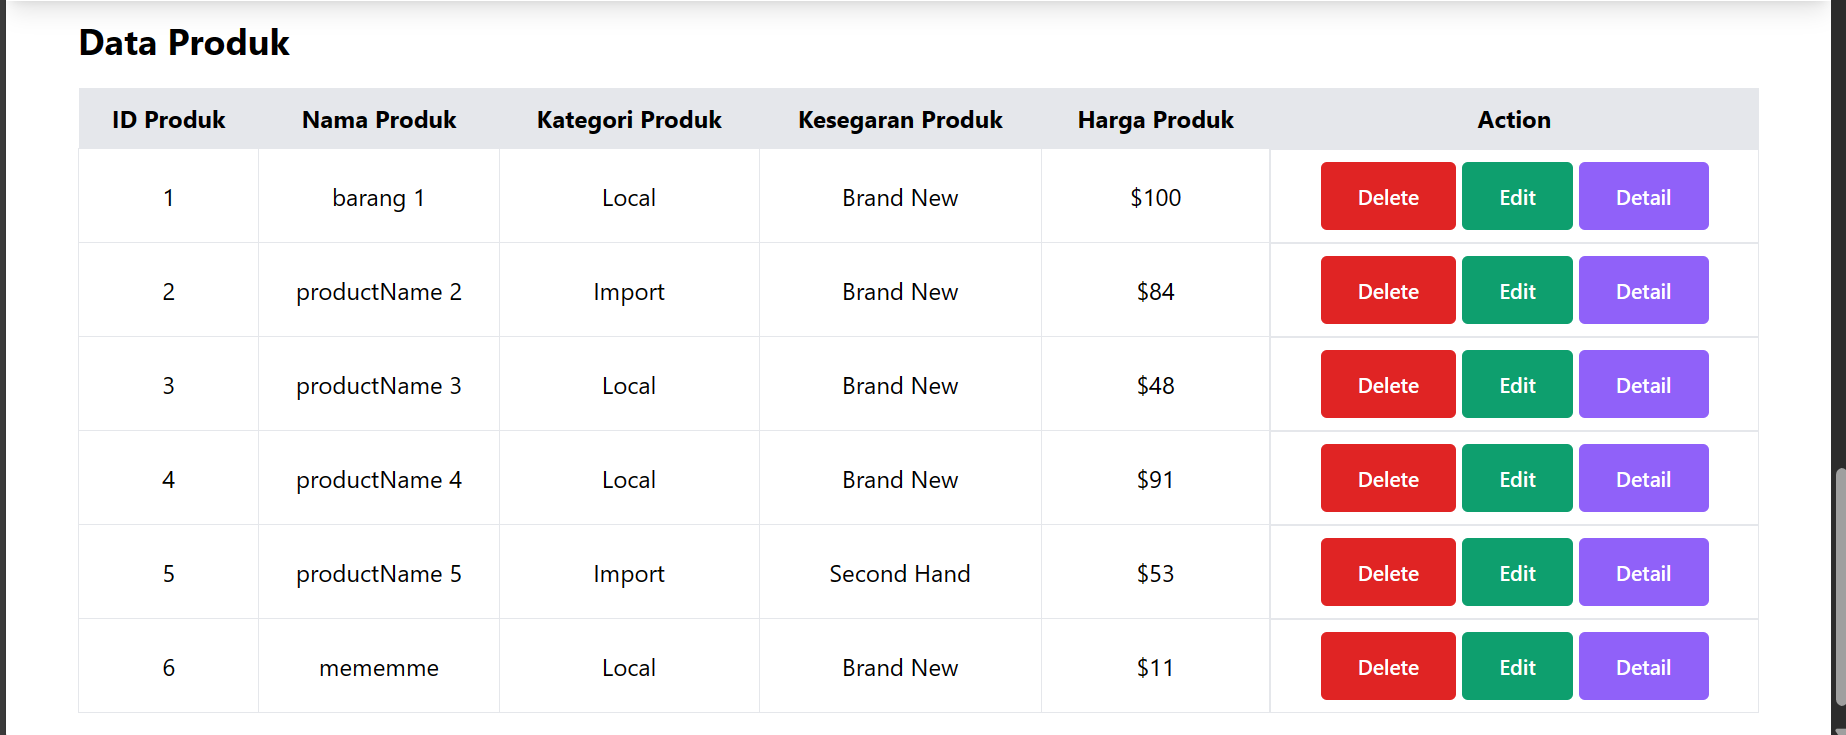 Data Produk
ID Produk Nama Produk Kategori Produk Kesegaran Produk Harga Produk Action
1 barang 1 Local Brand New $100 Delete Edit Detail
2 productName 2 Import Brand New $84 Delete Edit Detail
3 productName 3 Local Brand New $48 Delete Edit Detail
4 productName 4 Local Brand New $91 Delete Edit Detail
5 productName 5 Import Second Hand $53 Delete Edit Detail
6 mememme Local Brand New $11 Delete Edit Detail